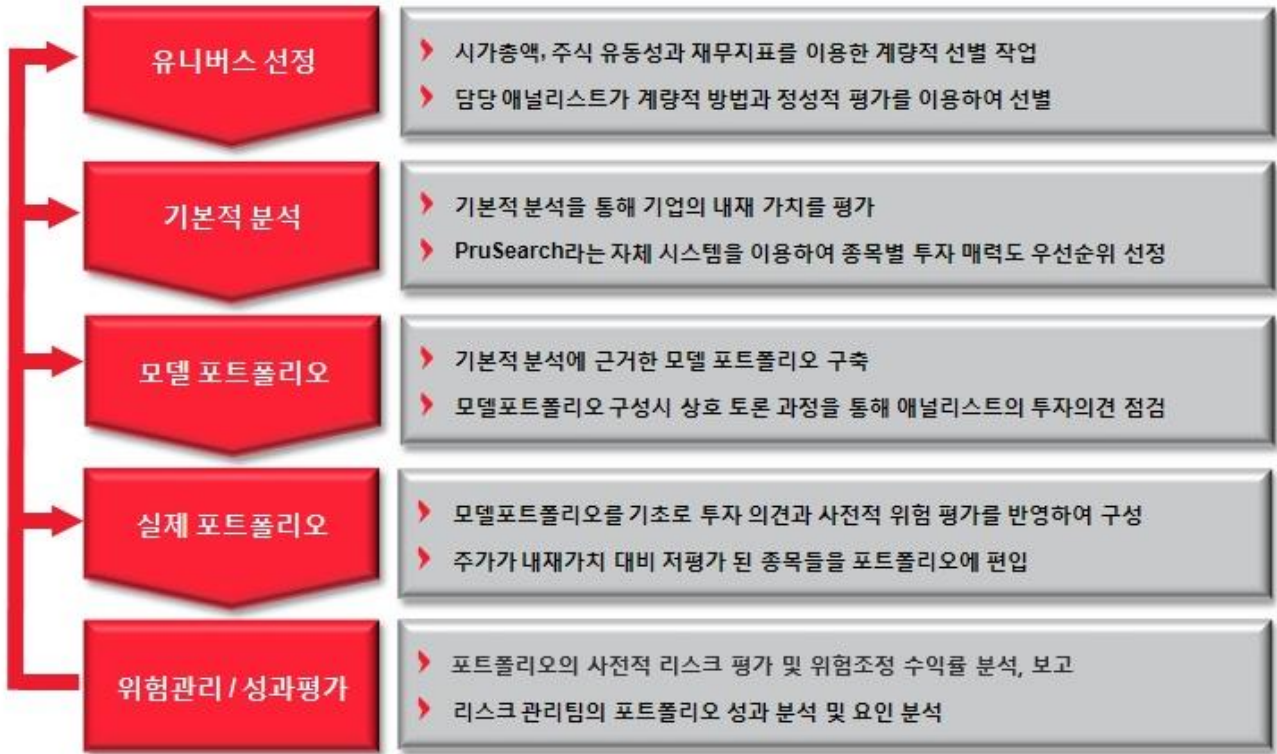 유니버스 선정
시가총액, 주식 유동성과 재무지표를 이용한 계량적 선별 작업
담당 애널리스트가 계량적 방법과 정성적 평가를 이용하여 선별
기본적 분석
기본적 분석을 통해 기업의 내재 가치를 평가
PruSearch라는 자체 시스템을 이용하여 종목별 투자 매력도 우선순위 선정
모델 포트폴리오
기본적 분석에 근거한 모델 포트폴리오 구축
모델포트폴리오 구성시 상호 토론 과정을 통해 애널리스트의 투자의견 점검
실제 포트폴리오
모델포트폴리오를 기초로 투자 의견과 사전적 위험 평가를 반영하여 구성
주가가 내재가치 대비 저평가 된 종목들을 포트폴리오에 편입
위험관리 / 성과평가
포트폴리오의 사전적 리스크 평가 및 위험조정 수익률 분석, 보고
리스크 관리팀의 포트폴리오 성과 분석 및 요인 분석